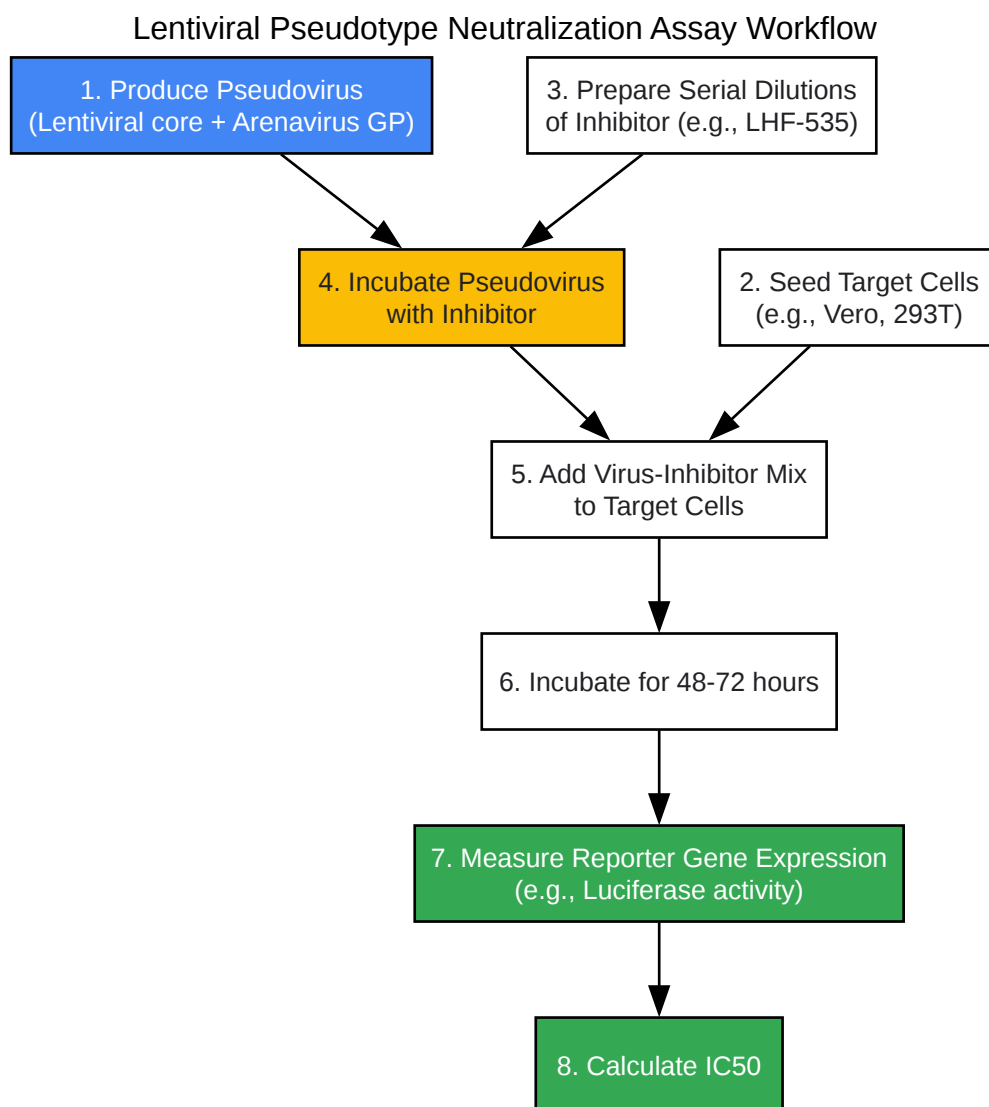 Lentiviral Pseudotype Neutralization Assay Workflow
1. Produce Pseudovirus
(Lentiviral core + Arenavirus GP)
3. Prepare Serial Dilutions
of Inhibitor (e.g., LHF-535)
4. Incubate Pseudovirus
with Inhibitor
2. Seed Target Cells
(e.g., Vero, 293T)
5. Add Virus-Inhibitor Mix
to Target Cells
6. Incubate for 48-72 hours
7. Measure Reporter Gene Expression
(e.g., Luciferase activity)
8. Calculate IC50